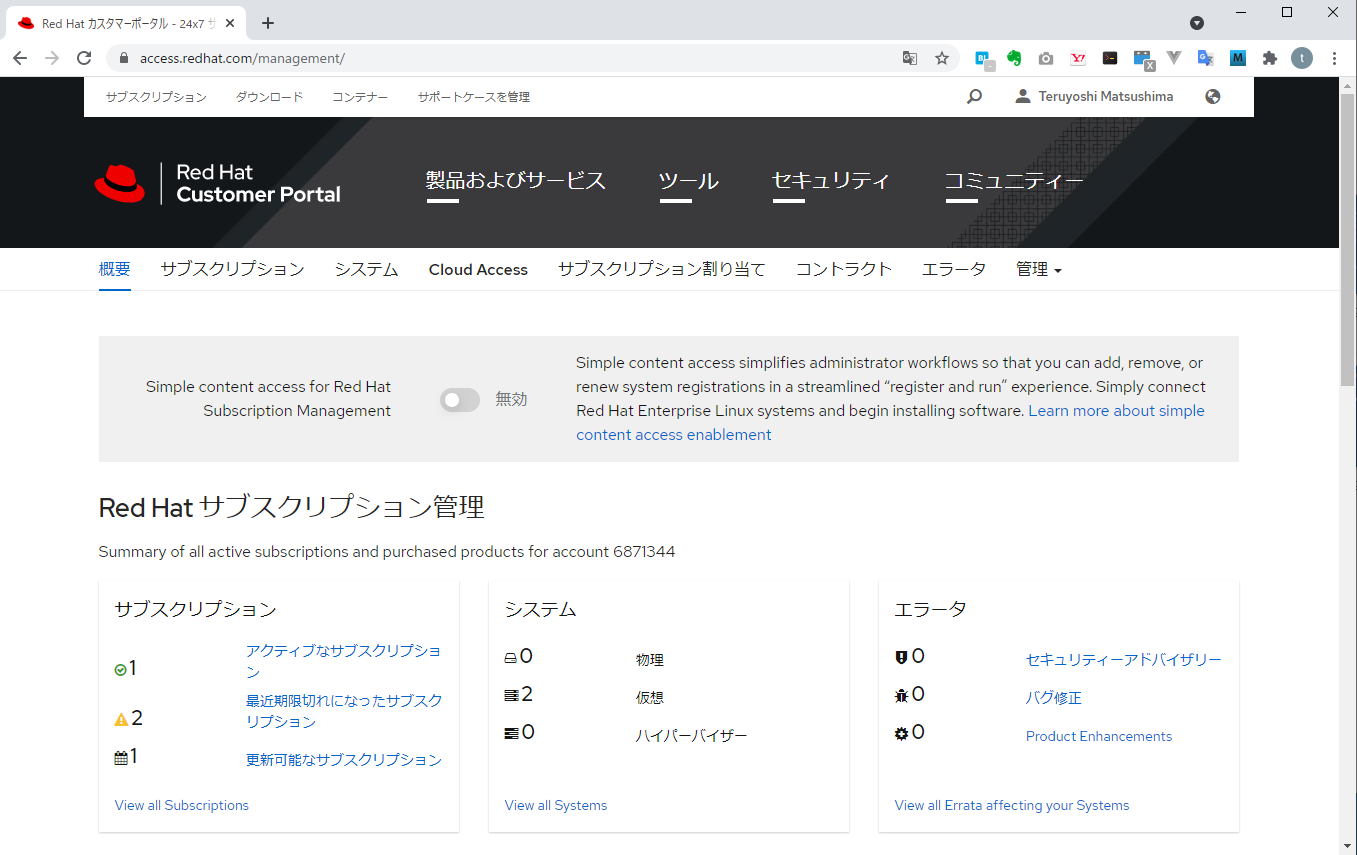 Red Hat カスタマーポータル - 24x7 サ
access.redhat.com/management/
サブスクリプション ダウンロード コンテナー サポートケースを管理 Teruyoshi Matsushima
Red Hat
Customer Portal
製品およびサービス ツール セキュリティ コミュニティー
概要 サブスクリプション システム Cloud Access サブスクリプション割り当て コントラクト エラータ 管理
Simple content access for Red Hat
Subscription Management
無効
Simple content access simplifies administrator workflows so that you can add, remove, or
renew system registrations in a streamlined “register and run” experience. Simply connect
Red Hat Enterprise Linux systems and begin installing software. Learn more about simple
content access enablement
Red Hat サブスクリプション管理
Summary of all active subscriptions and purchased products for account 6871344
サブスクリプション
1 アクティブなサブスクリプショ
ン
2 最近期限切れになったサブスク
リプション
1 更新可能なサブスクリプション
View all Subscriptions
システム
0 物理
2 仮想
0 ハイパーバイザー
View all Systems
エラータ
0 セキュリティーアドバイザリー
0 バグ修正
0 Product Enhancements
View all Errata affecting your Systems